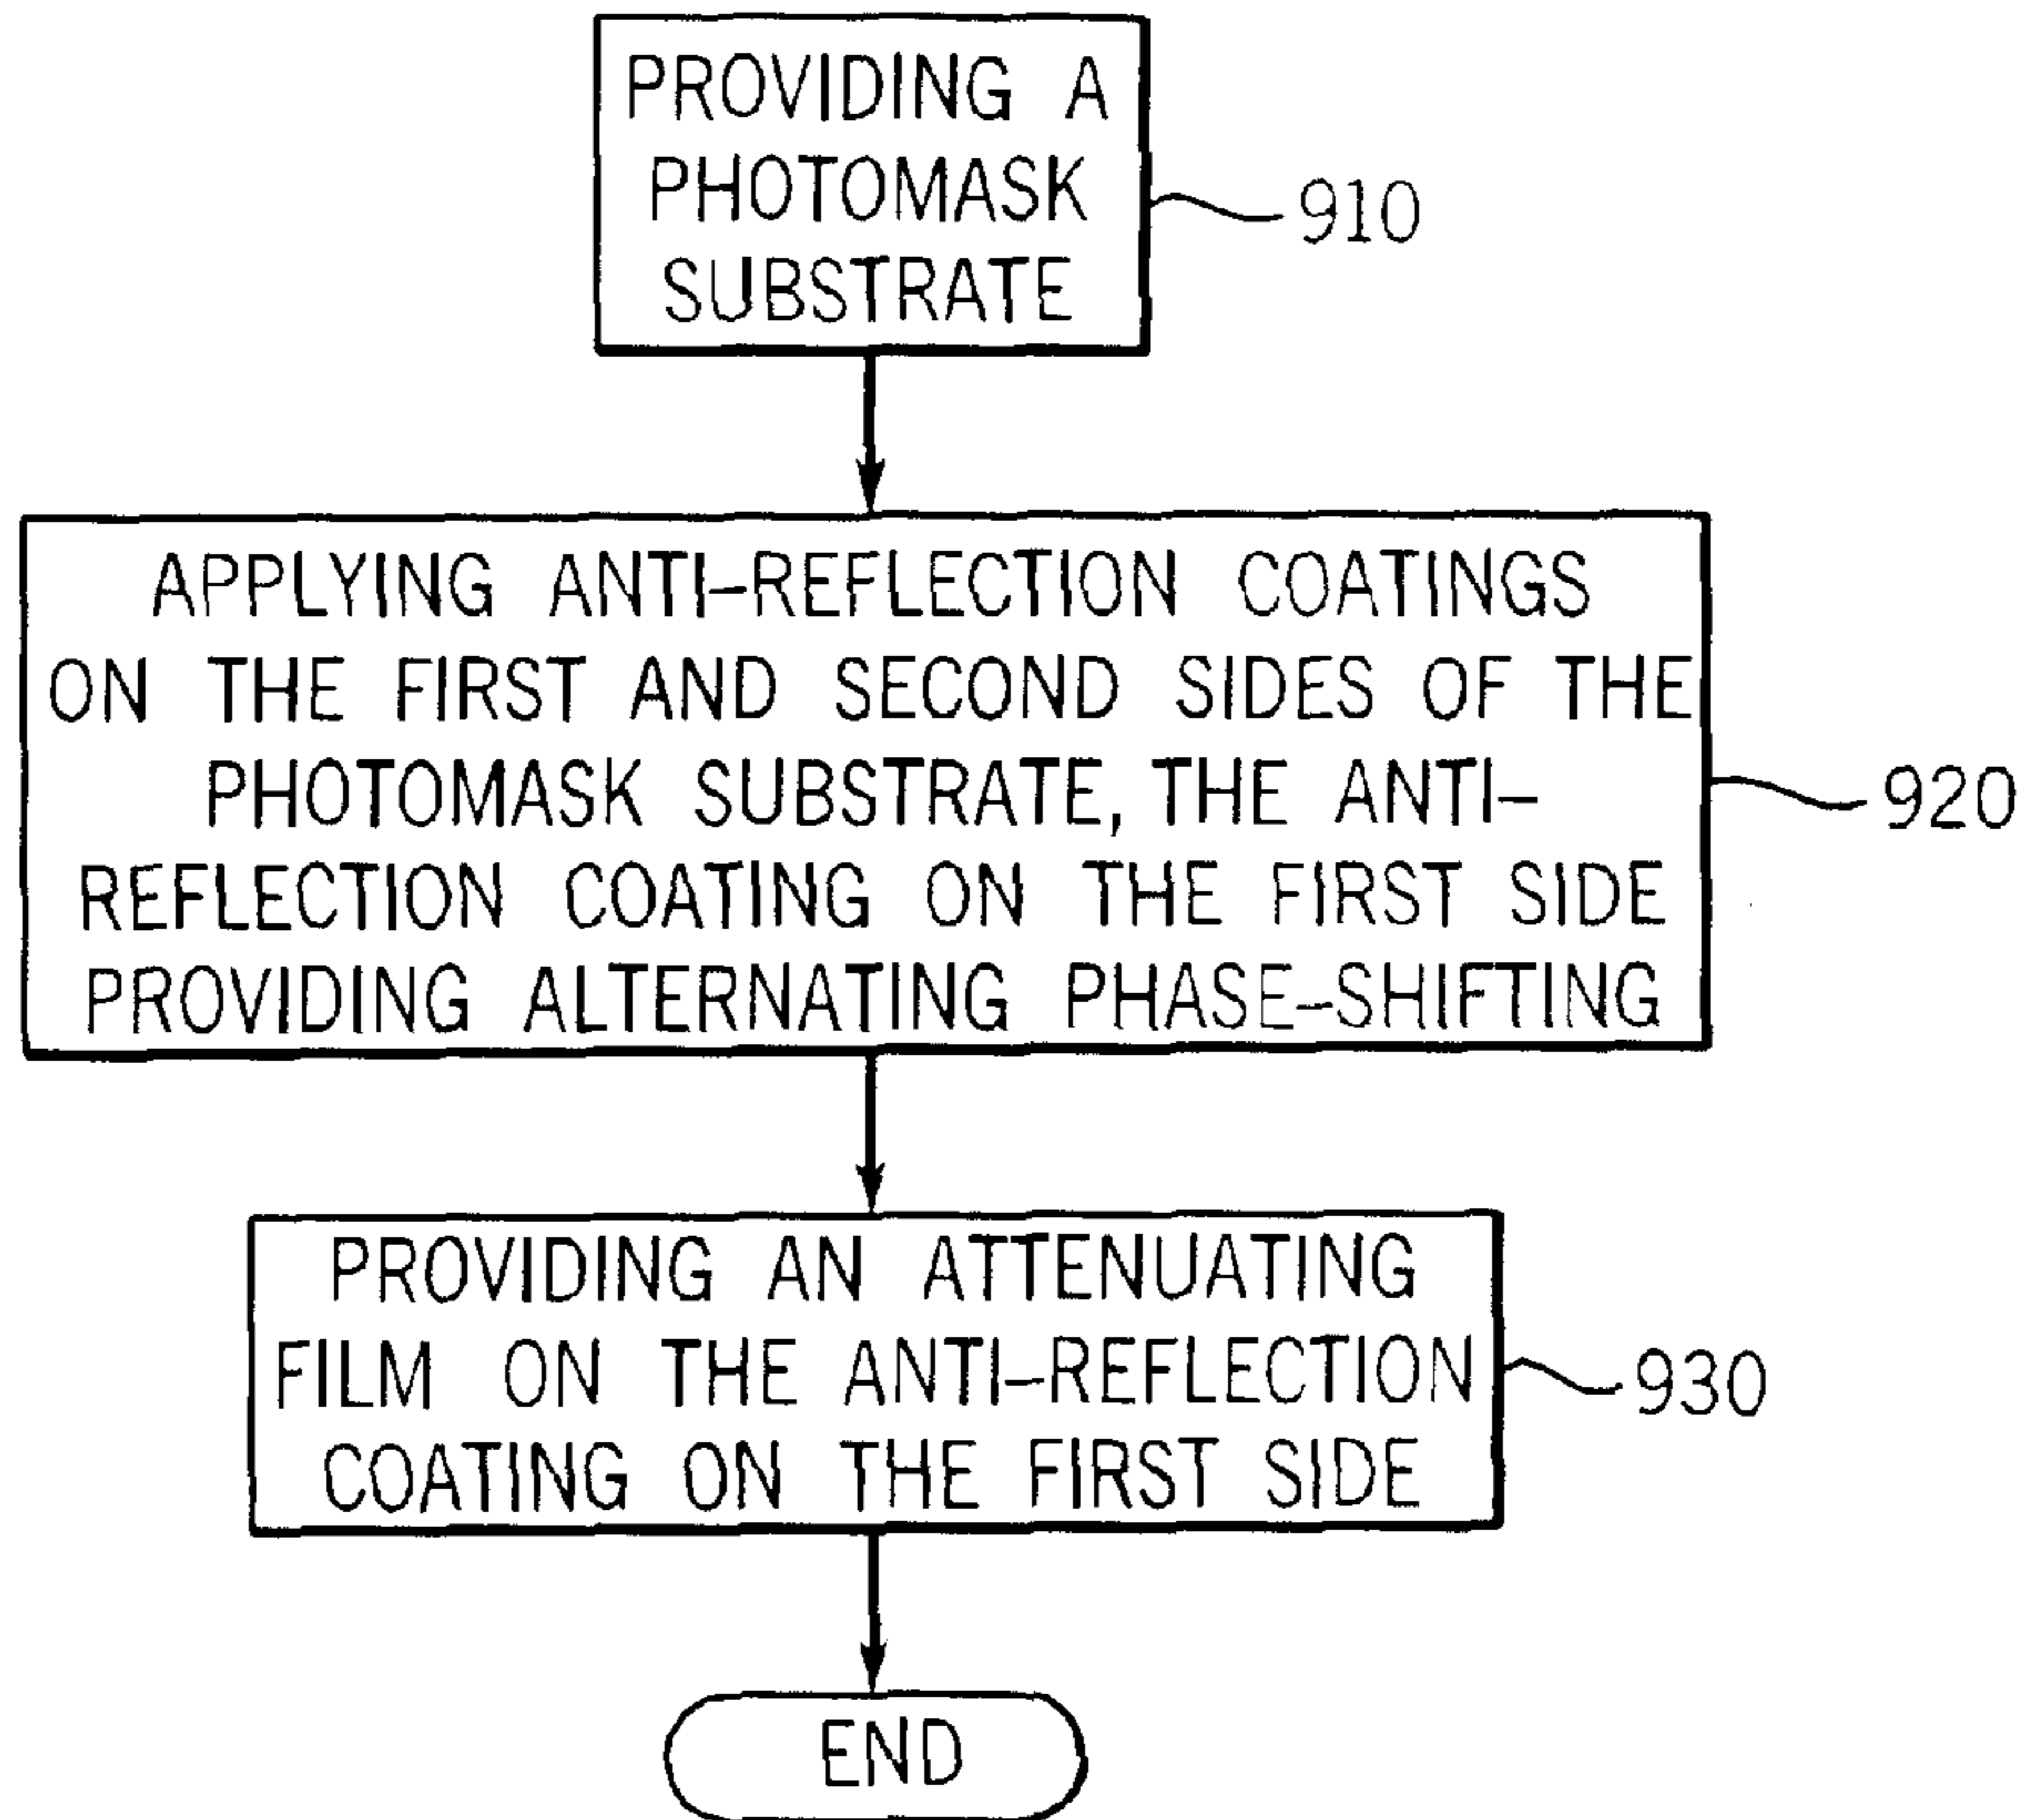 PROVIDING A
PHOTOMASK
SUBSTRATE
910
APPLYING ANTI-REFLECTION COATINGS
ON THE FIRST AND SECOND SIDES OF THE
PHOTOMASK SUBSTRATE, THE ANTI-
REFLECTION COATING ON THE FIRST SIDE
PROVIDING ALTERNATING PHASE-SHIFTING
920
PROVIDING AN ATTENUATING
FILM ON THE ANTI-REFLECTION
COATING ON THE FIRST SIDE
930
END